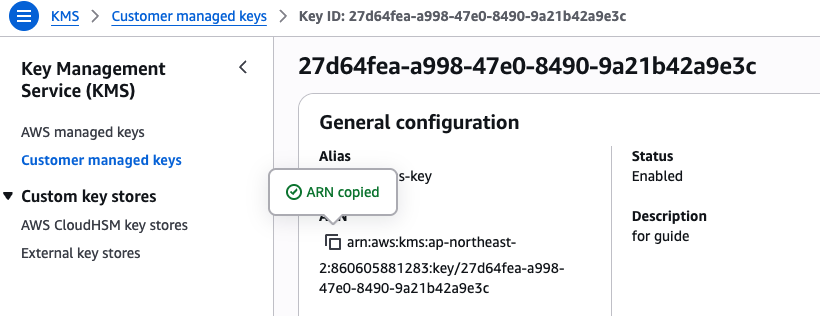 KMS > Customer managed keys > Key ID: 27d64fea-a998-47e0-8490-9a21b42a9e3c
Key Management
Service (KMS)
AWS managed keys
Customer managed keys
Custom key stores
AWS CloudHSM key stores
External key stores
27d64fea-a998-47e0-8490-9a21b42a9e3c
General configuration
Alias
s-key
ARN copied
arn:aws:kms:ap-northeast-
2:860605881283:key/27d64fea-a998-
47e0-8490-9a21b42a9e3c
Status
Enabled
Description
for guide